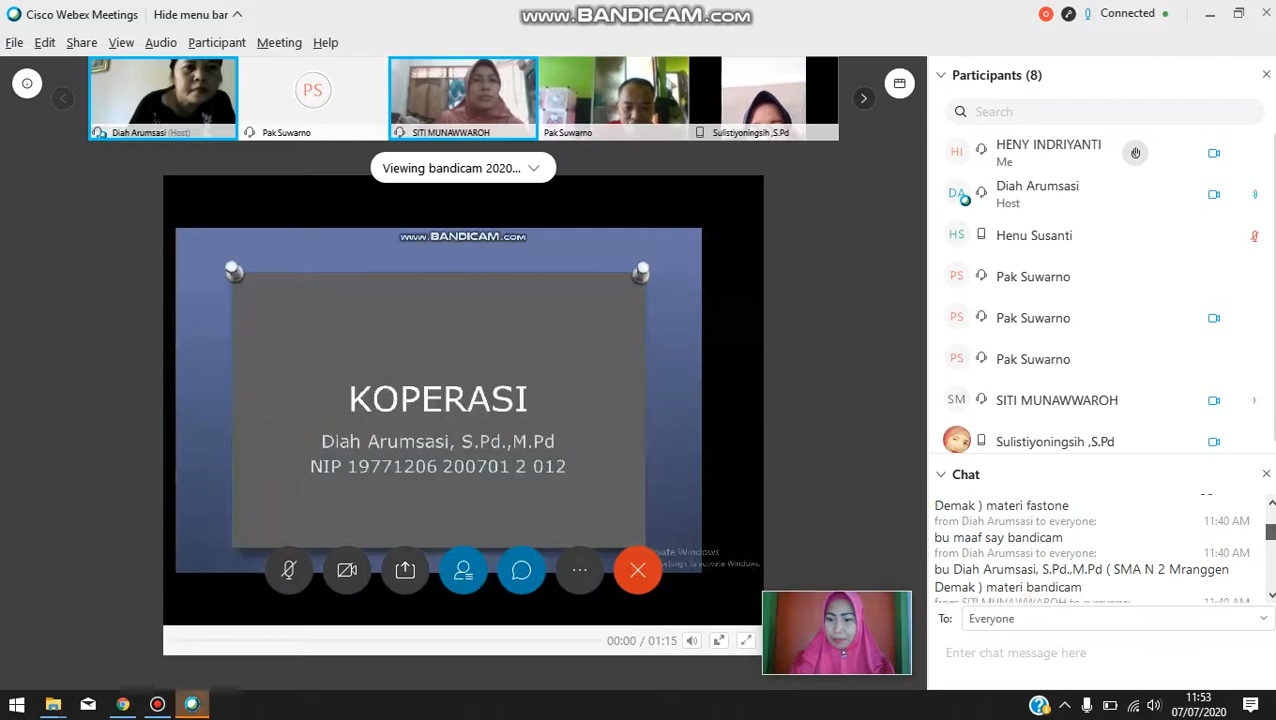 Cisco Webex Meetings
Hide menu bar
www.BANDICAM.com
Connected
File Edit Share View Audio Participant Meeting Help
Diah Arumsasi (Host)
PS
Pak Suwarno
SITI MUNAWWAROH
Pak Suwarno
Sulistiyoningsih ,S.Pd
Viewing bandicam 2020...
www.BANDICAM.com
KOPERASI
Diah Arumsasi, S.Pd.,M.Pd
NIP 19771206 200701 2 012
00:00 / 01:15
Participants (8)
Search
HI
HENY INDRIYANTI
Me
DA
Diah Arumsasi
Host
HS
Henu Susanti
PS
Pak Suwarno
PS
Pak Suwarno
PS
Pak Suwarno
SM
SITI MUNAWWAROH
Sulistiyoningsih ,S.Pd
Chat
Demak ) materi fastone
from Diah Arumsasi to everyone: 11:40 AM
bu maaf say bandicam
from Diah Arumsasi to everyone: 11:40 AM
bu Diah Arumsasi, S.Pd.,M.Pd ( SMA N 2 Mranggen
Demak ) materi bandicam
from SITI MUNAWWAROH to everyone:
To: Everyone
Enter chat message here
11:53
07/07/2020